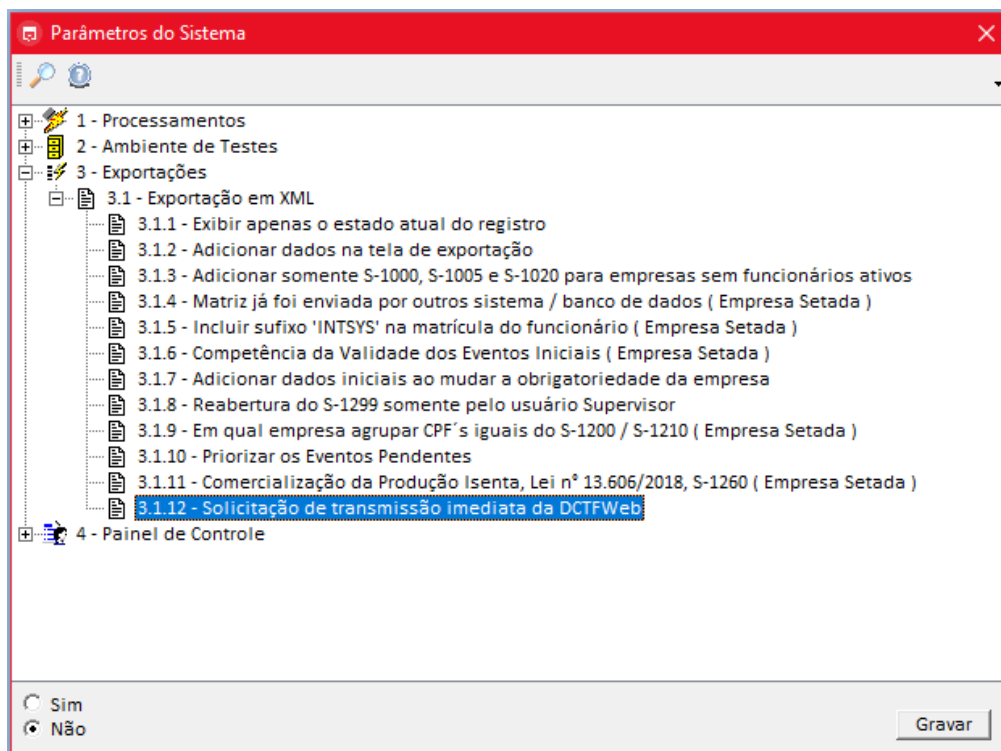 Parâmetros do Sistema
1 - Processamentos
2 - Ambiente de Testes
3 - Exportações
3.1 - Exportação em XML
3.1.1 - Exibir apenas o estado atual do registro
3.1.2 - Adicionar dados na tela de exportação
3.1.3 - Adicionar somente S-1000, S-1005 e S-1020 para empresas sem funcionários ativos
3.1.4 - Matriz já foi enviada por outros sistema / banco de dados ( Empresa Setada )
3.1.5 - Incluir sufixo 'INTSYS' na matrícula do funcionário ( Empresa Setada )
3.1.6 - Competência da Validade dos Eventos Iniciais ( Empresa Setada )
3.1.7 - Adicionar dados iniciais ao mudar a obrigatoriedade da empresa
3.1.8 - Reabertura do S-1299 somente pelo usuário Supervisor
3.1.9 - Em qual empresa agrupar CPF´s iguais do S-1200 / S-1210 ( Empresa Setada )
3.1.10 - Priorizar os Eventos Pendentes
3.1.11 - Comercialização da Produção Isenta, Lei n° 13.606/2018, S-1260 ( Empresa Setada )
3.1.12 - Solicitação de transmissão imediata da DCTFWeb
4 - Painel de Controle
Sim
Não
Gravar